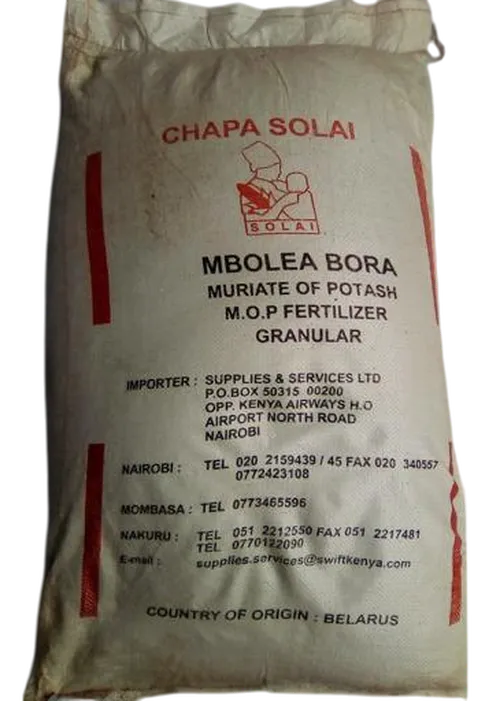 CHAPA SOLAI
SOLAI
MBOLEA BORA
MURIATE OF POTASH
M.O.P FERTILIZER
GRANULAR
IMPORTER : SUPPLIES & SERVICES LTD
P.O.BOX 50315 00200
OPP. KENYA AIRWAYS H.O
AIRPORT NORTH ROAD
NAIROBI
NAIROBI : TEL 020 2159439 / 45 FAX 020 340557
0772423108
MOMBASA : TEL 0773465596
NAKURU : TEL 051 2212550 FAX 051 2217481
TEL 0770122090
E-mail : supplies.services@swiftkenya.com
COUNTRY OF ORIGIN : BELARUS